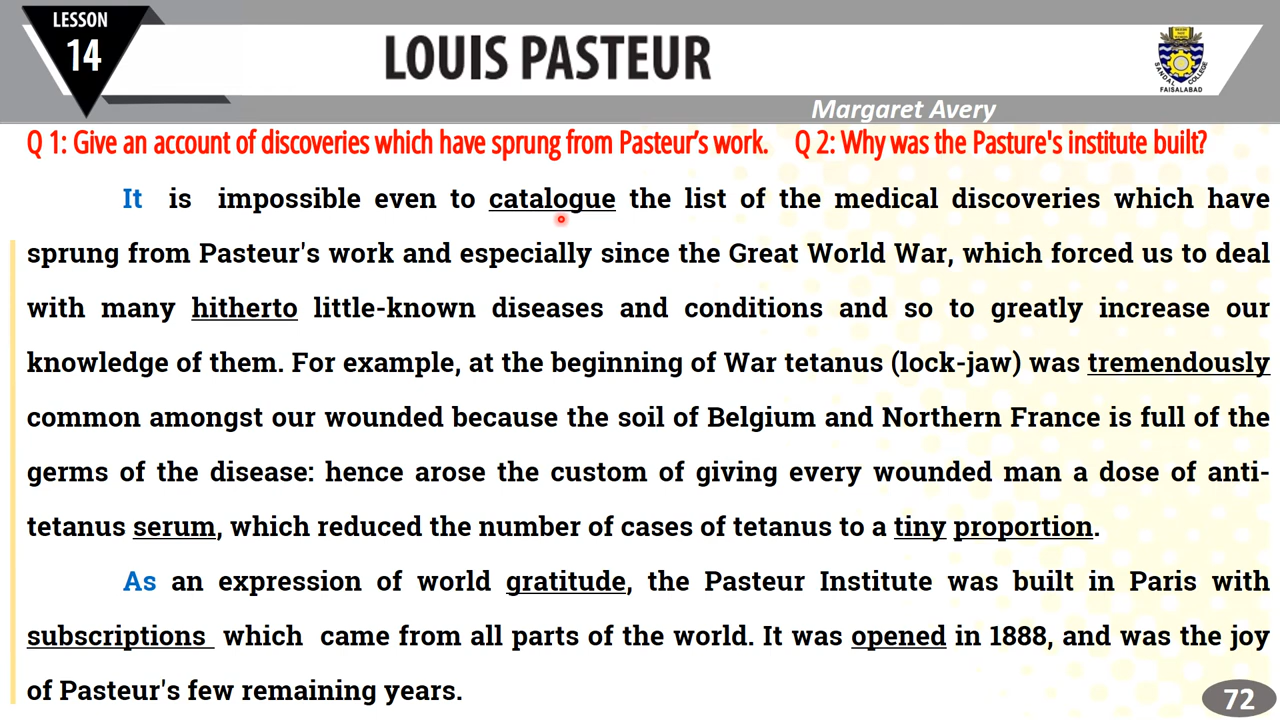 LESSON
14
LOUIS PASTEUR
SANDAL COLLEGE
FAISALABAD
Margaret Avery
Q 1: Give an account of discoveries which have sprung from Pasteur's work. Q 2: Why was the Pasture's institute built?
It is impossible even to catalogue the list of the medical discoveries which have
sprung from Pasteur's work and especially since the Great World War, which forced us to deal
with many hitherto little-known diseases and conditions and so to greatly increase our
knowledge of them. For example, at the beginning of War tetanus (lock-jaw) was tremendously
common amongst our wounded because the soil of Belgium and Northern France is full of the
germs of the disease: hence arose the custom of giving every wounded man a dose of anti-
tetanus serum, which reduced the number of cases of tetanus to a tiny proportion.
As an expression of world gratitude, the Pasteur Institute was built in Paris with
subscriptions which came from all parts of the world. It was opened in 1888, and was the joy
of Pasteur's few remaining years.
72